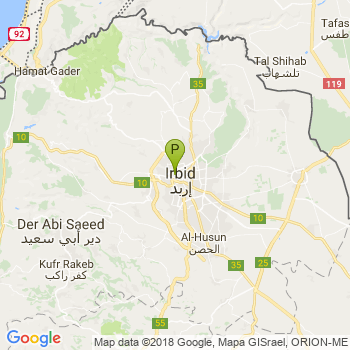 92
Tafas
طفس
Hamat Gader
Tal Shihab
تلشهاب
35
119
10
P
Irbid
إربد
10
Der Abi Saeed
دير أبي سعيد
10
Al-Husun
الحصن
Kufr Rakeb
كفر راكب
35
25
55
Google
Map data ©2018 Google, Mapa GISrael, ORION-ME